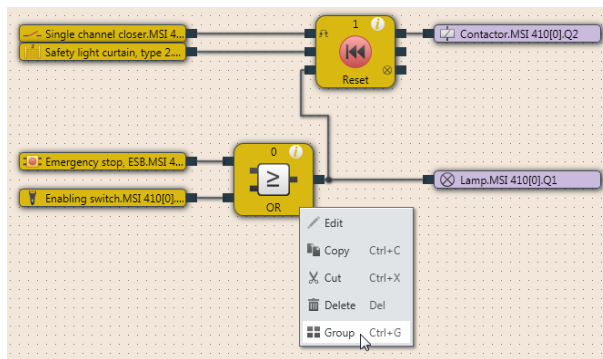 1
Single channel closer.MSI 4...
Contactor.MSI 410[0].Q2
Safety light curtain, type 2....
Reset
0
Emergency stop, ESB.MSI 4...
≥
Lamp.MSI 410[0].Q1
Enabling switch.MSI 410[0]....
OR
Edit
Copy Ctrl+C
Cut Ctrl+X
Delete Del
Group Ctrl+G